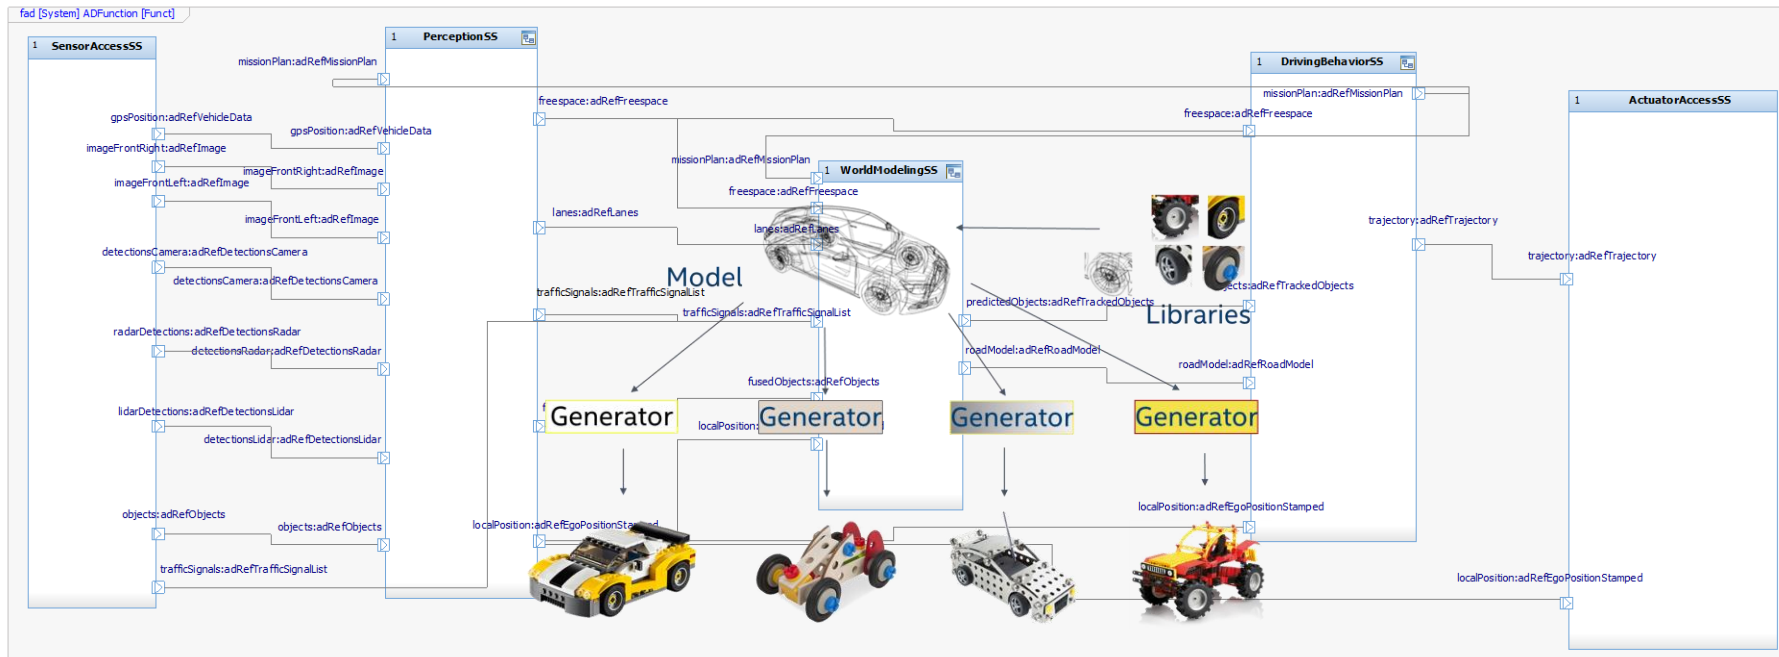 fad [System] ADFunction [Funct]
1 SensorAccessSS
gpsPosition:adRefVehicleData
imageFrontRight:adRefImage
imageFrontLeft:adRefImage
detectionsCamera:adRefDetectionsCamera
radarDetections:adRefDetectionsRadar
lidarDetections:adRefDetectionsLidar
objects:adRefObjects
trafficSignals:adRefTrafficSignalList
1 PerceptionSS
missionPlan:adRefMissionPlan
gpsPosition:adRefVehicleData
imageFrontRight:adRefImage
imageFrontLeft:adRefImage
detectionsCamera:adRefDetectionsCamera
detectionsRadar:adRefDetectionsRadar
detectionsLidar:adRefDetectionsLidar
objects:adRefObjects
freespace:adRefFreespace
lanes:adRefLanes
trafficSignals:adRefTrafficSignalList
localPosition:adRefEgoPositionStamped
1 WorldModelingSS
missionPlan:adRefMissionPlan
freespace:adRefFreespace
lanes:adRefLanes
trafficSignals:adRefTrafficSignalList
fusedObjects:adRefObjects
localPosition:
predictedObjects:adRefTrackedObjects
roadModel:adRefRoadModel
1 DrivingBehaviorSS
missionPlan:adRefMissionPlan
freespace:adRefFreespace
jects:adRefTrackedObjects
roadModel:adRefRoadModel
localPosition:adRefEgoPositionStamped
trajectory:adRefTrajectory
1 ActuatorAccessSS
trajectory:adRefTrajectory
localPosition:adRefEgoPositionStamped
Model
Libraries
Generator
Generator
Generator
Generator